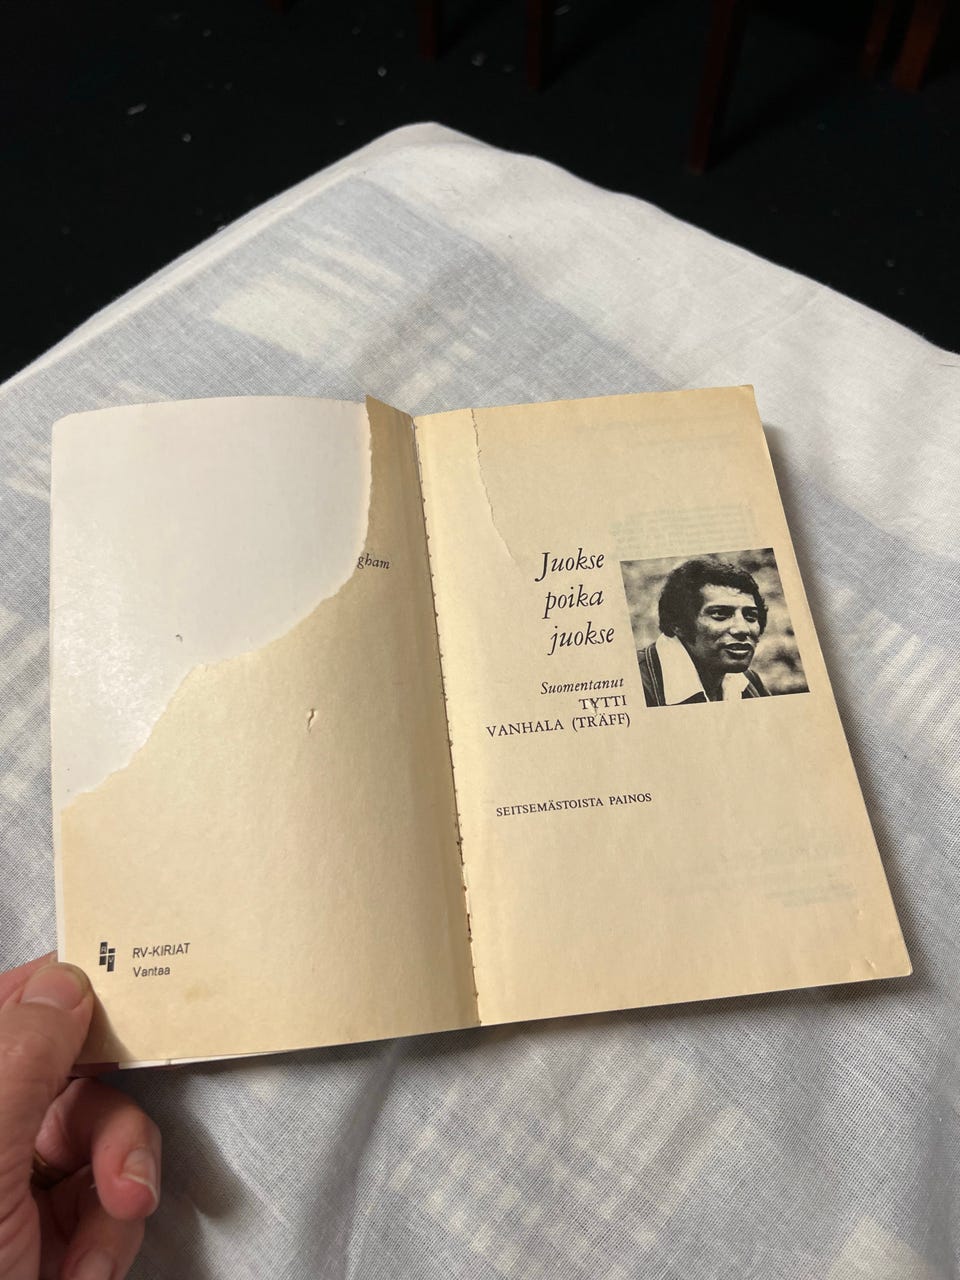 gham
RV-KIRJAT
Vantaa
Juokse
poika
juokse
Suomentanut
TYTTI
VANHALA (TRÄFF)
SEITSEMÄSTOISTA PAINOS